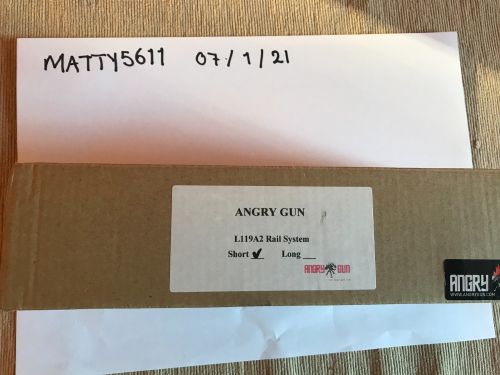 MATTY5611 07/1/21
ANGRY GUN
L119A2 Rail System
Short ✔ Long ___
ANGRY GUN
ANGRY
WWW.ANGRYGUN.COM